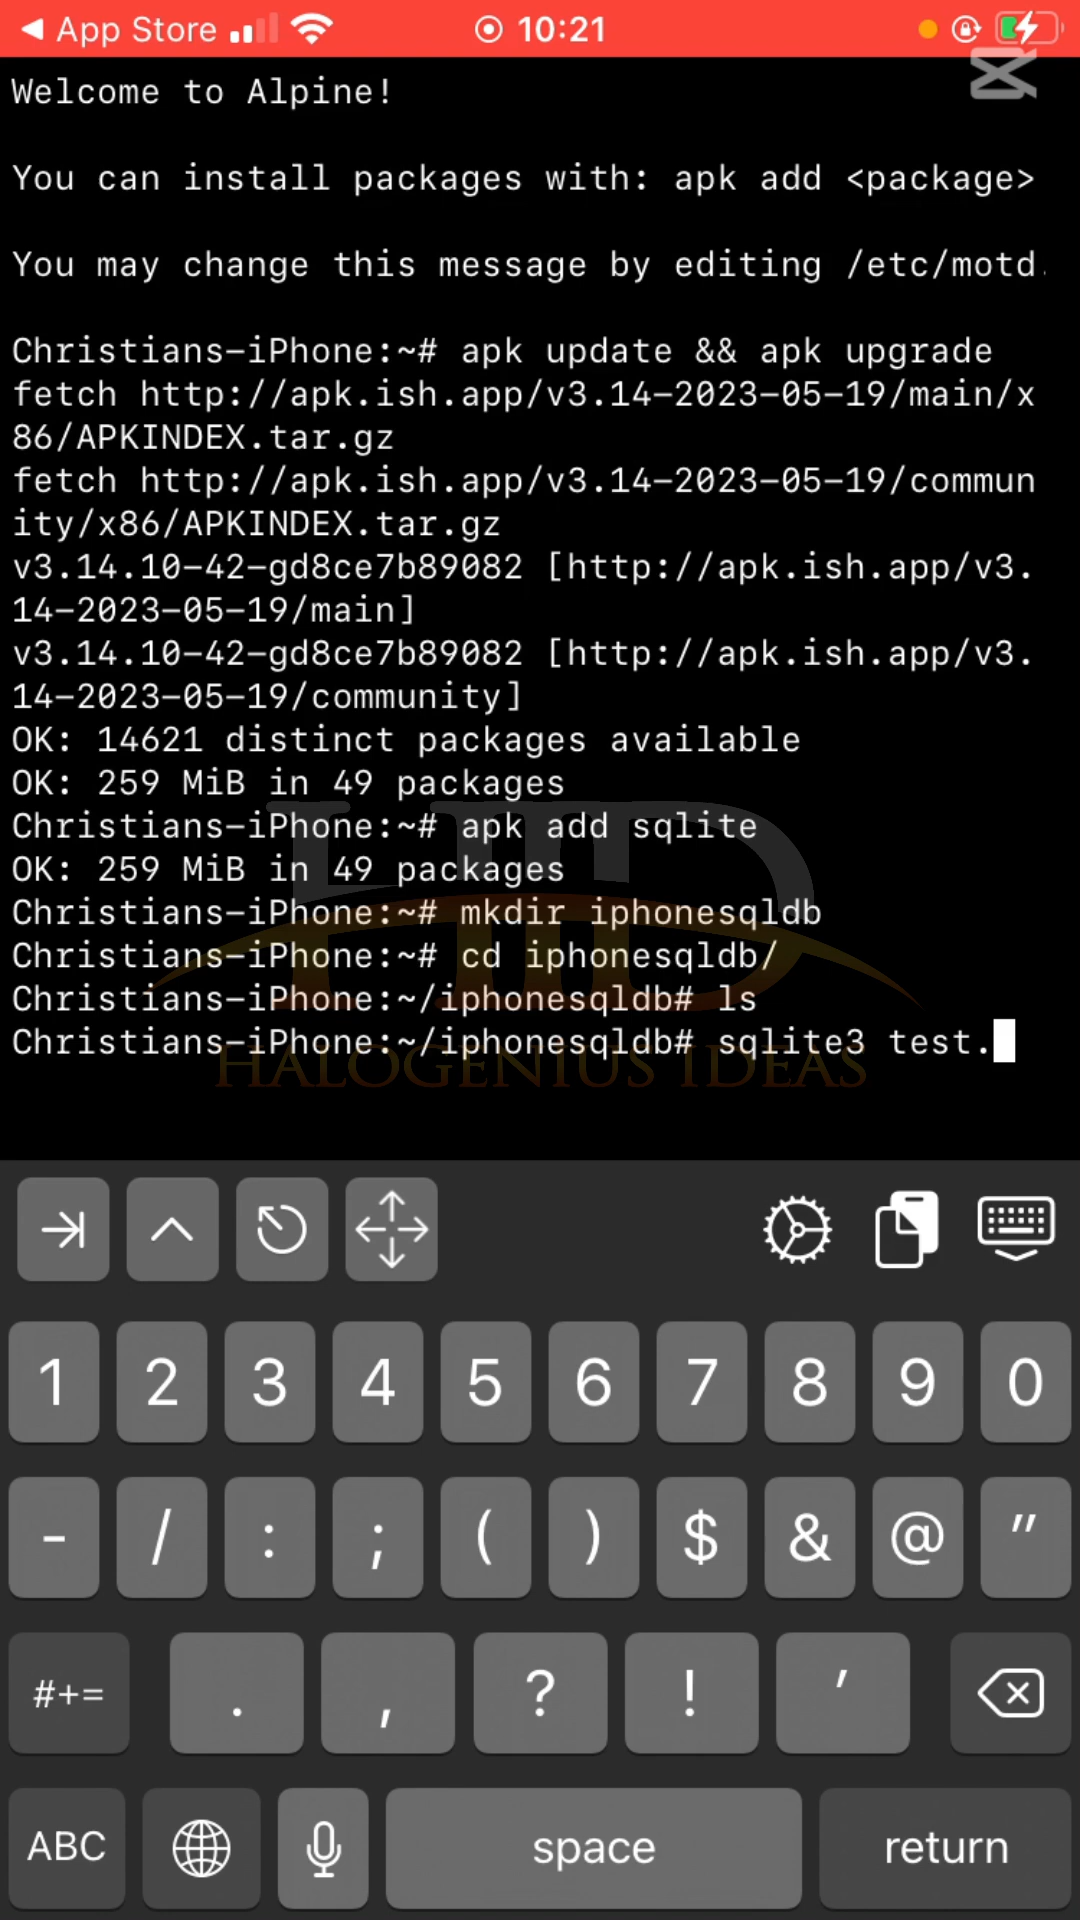 App Store 10:21
Welcome to Alpine!
You can install packages with: apk add <package>
You may change this message by editing /etc/motd.
Christians-iPhone:~# apk update && apk upgrade
fetch http://apk.ish.app/v3.14-2023-05-19/main/x
86/APKINDEX.tar.gz
fetch http://apk.ish.app/v3.14-2023-05-19/commun
ity/x86/APKINDEX.tar.gz
v3.14.10-42-gd8ce7b89082 [http://apk.ish.app/v3.
14-2023-05-19/main]
v3.14.10-42-gd8ce7b89082 [http://apk.ish.app/v3.
14-2023-05-19/community]
OK: 14621 distinct packages available
OK: 259 MiB in 49 packages
Christians-iPhone:~# apk add sqlite
OK: 259 MiB in 49 packages
Christians-iPhone:~# mkdir iphonesqldb
Christians-iPhone:~# cd iphonesqldb/
Christians-iPhone:~/iphonesqldb# ls
Christians-iPhone:~/iphonesqldb# sqlite3 test.
HID
HALOGENIUS IDEAS
1 2 3 4 5 6 7 8 9 0
- / : ; ( ) $ & @ "
#+= . , ? ! '
ABC space return